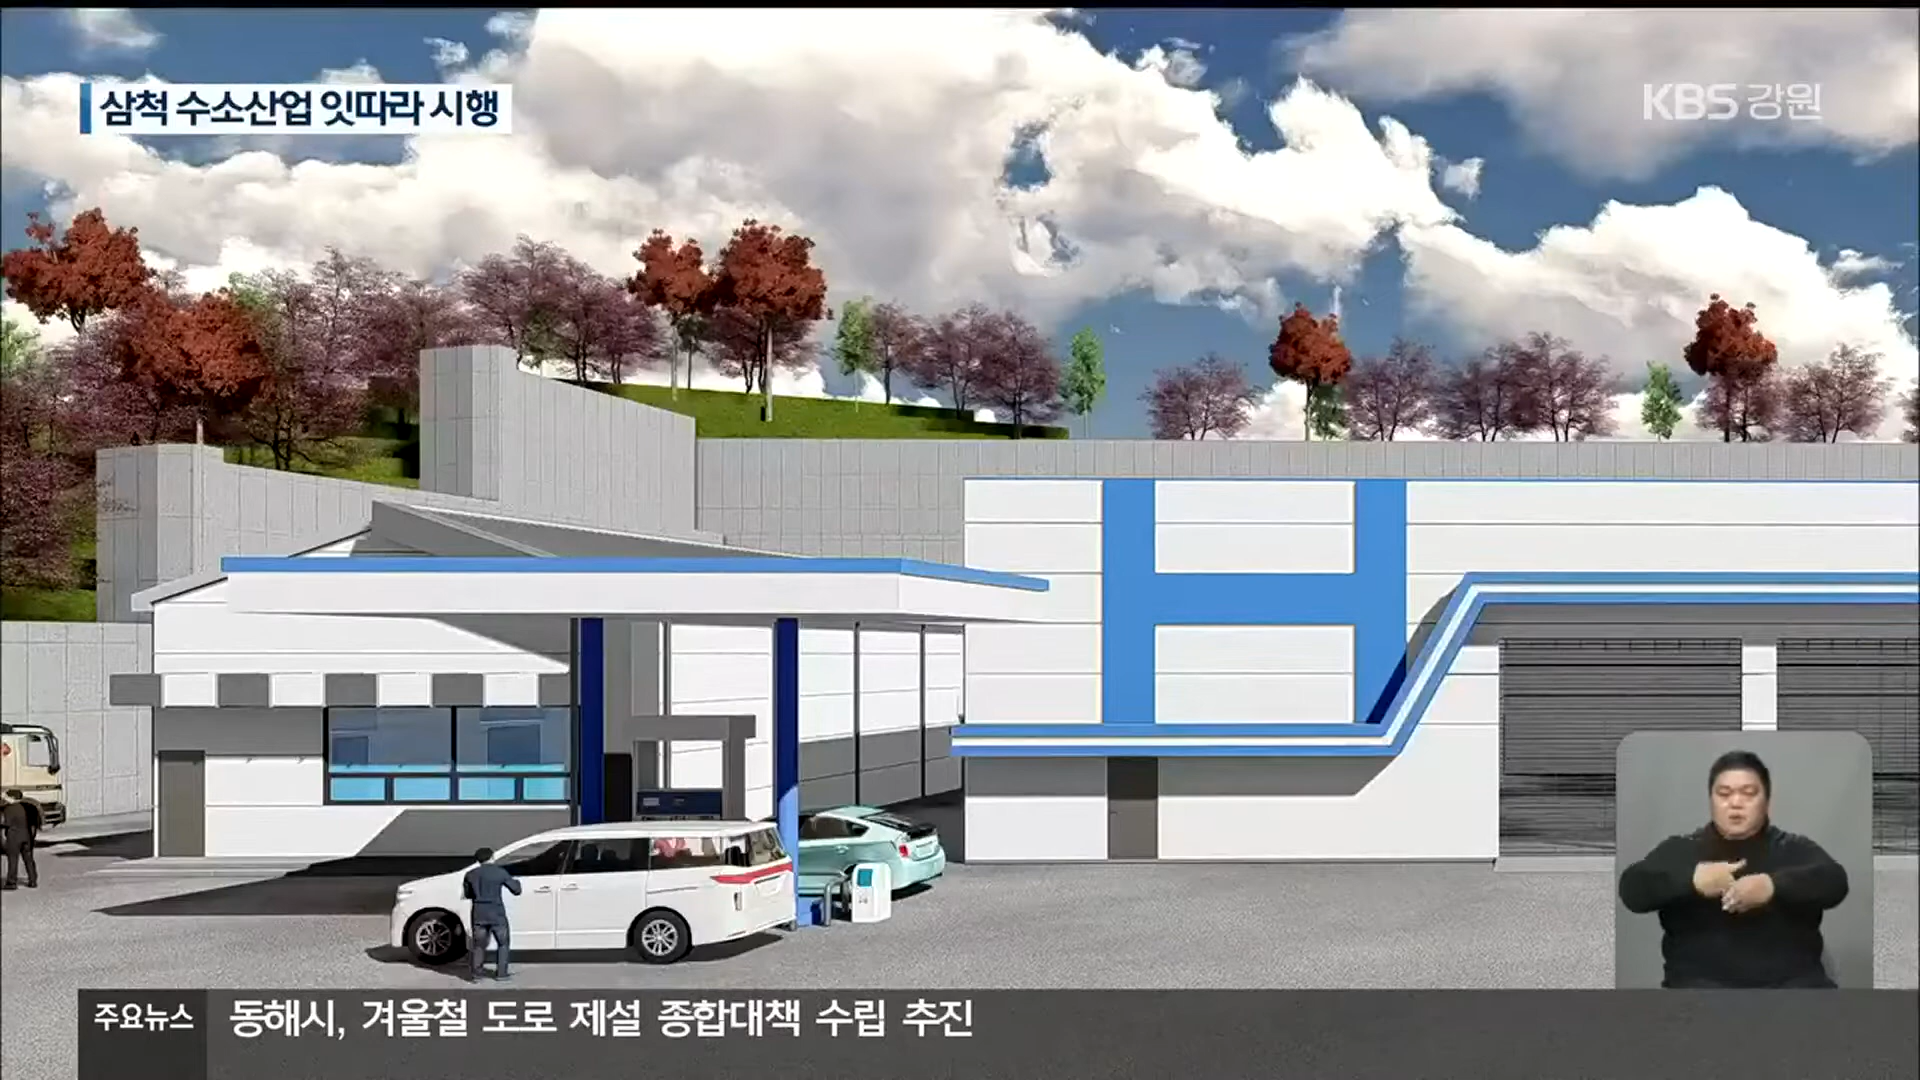 삼척 수소산업 잇따라 시행
KBS 강원
H
주요뉴스
동해시, 겨울철 도로 제설 종합대책 수립 추진